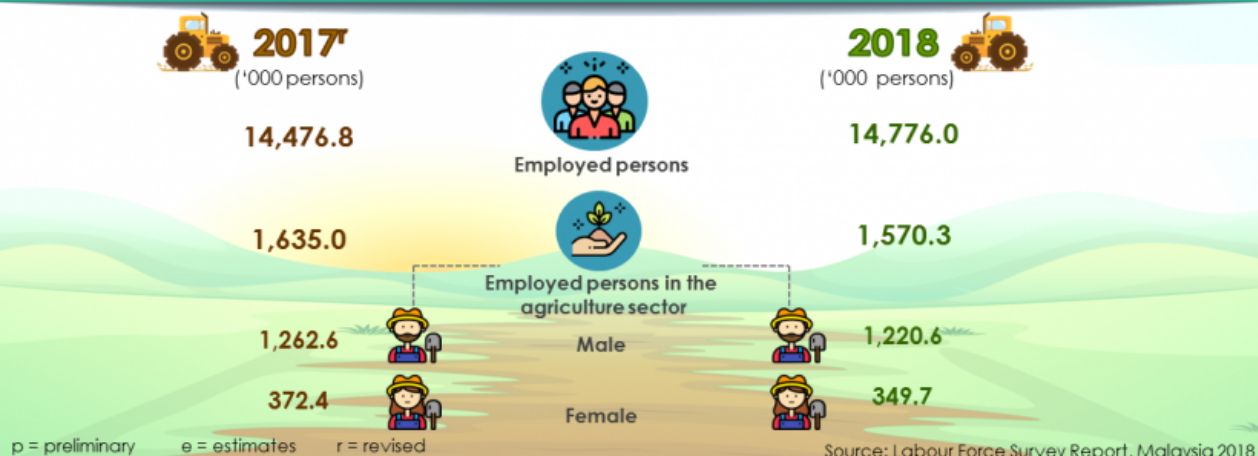 2017r
('000 persons)
2018
('000 persons)
14,476.8
Employed persons
14,776.0
1,635.0
Employed persons in the
agriculture sector
1,570.3
1,262.6
Male
1,220.6
372.4
Female
349.7
p = preliminary e = estimates r = revised
Source: Labour Force Survey Report, Malaysia 2018